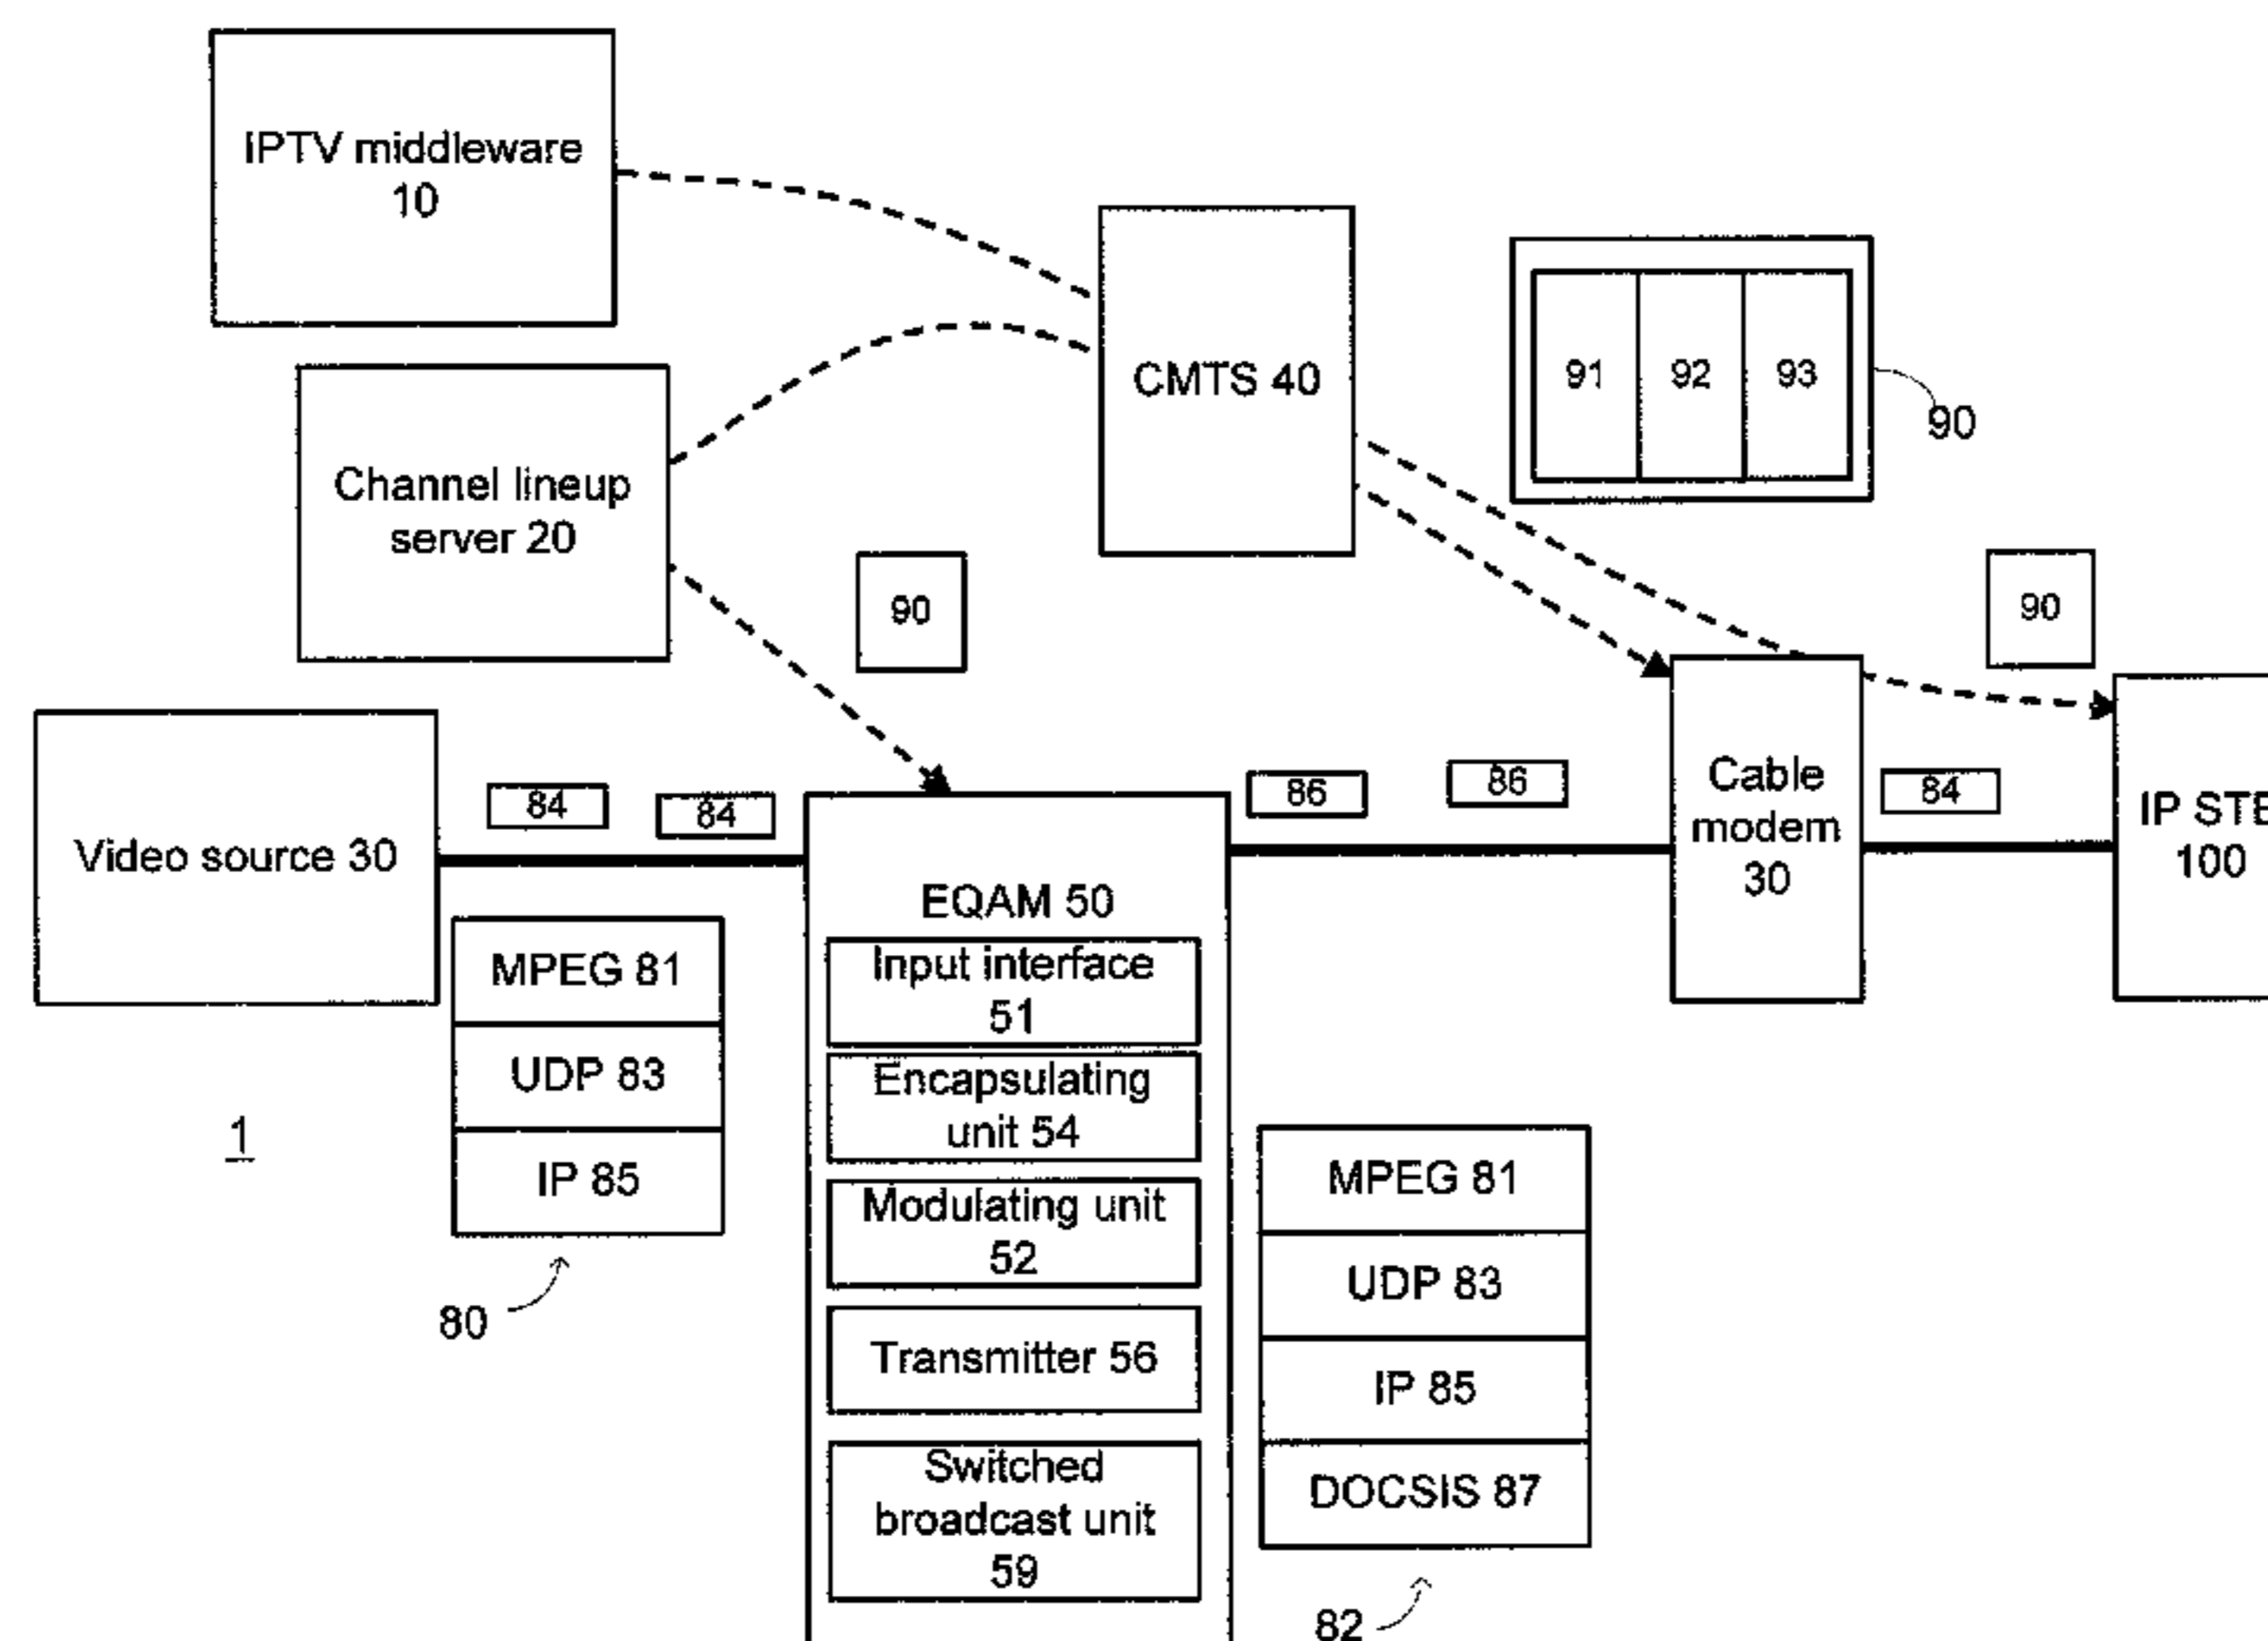 IPTV middleware
10
CMTS 40
91
92
93
90
Channel lineup
server 20
90
90
Video source 30
84
84
86
86
84
Cable
modem
30
IP STB
100
EQAM 50
Input interface
51
Encapsulating
unit 54
Modulating unit
52
Transmitter 56
Switched
broadcast unit
59
MPEG 81
UDP 83
IP 85
80
1
MPEG 81
UDP 83
IP 85
DOCSIS 87
82